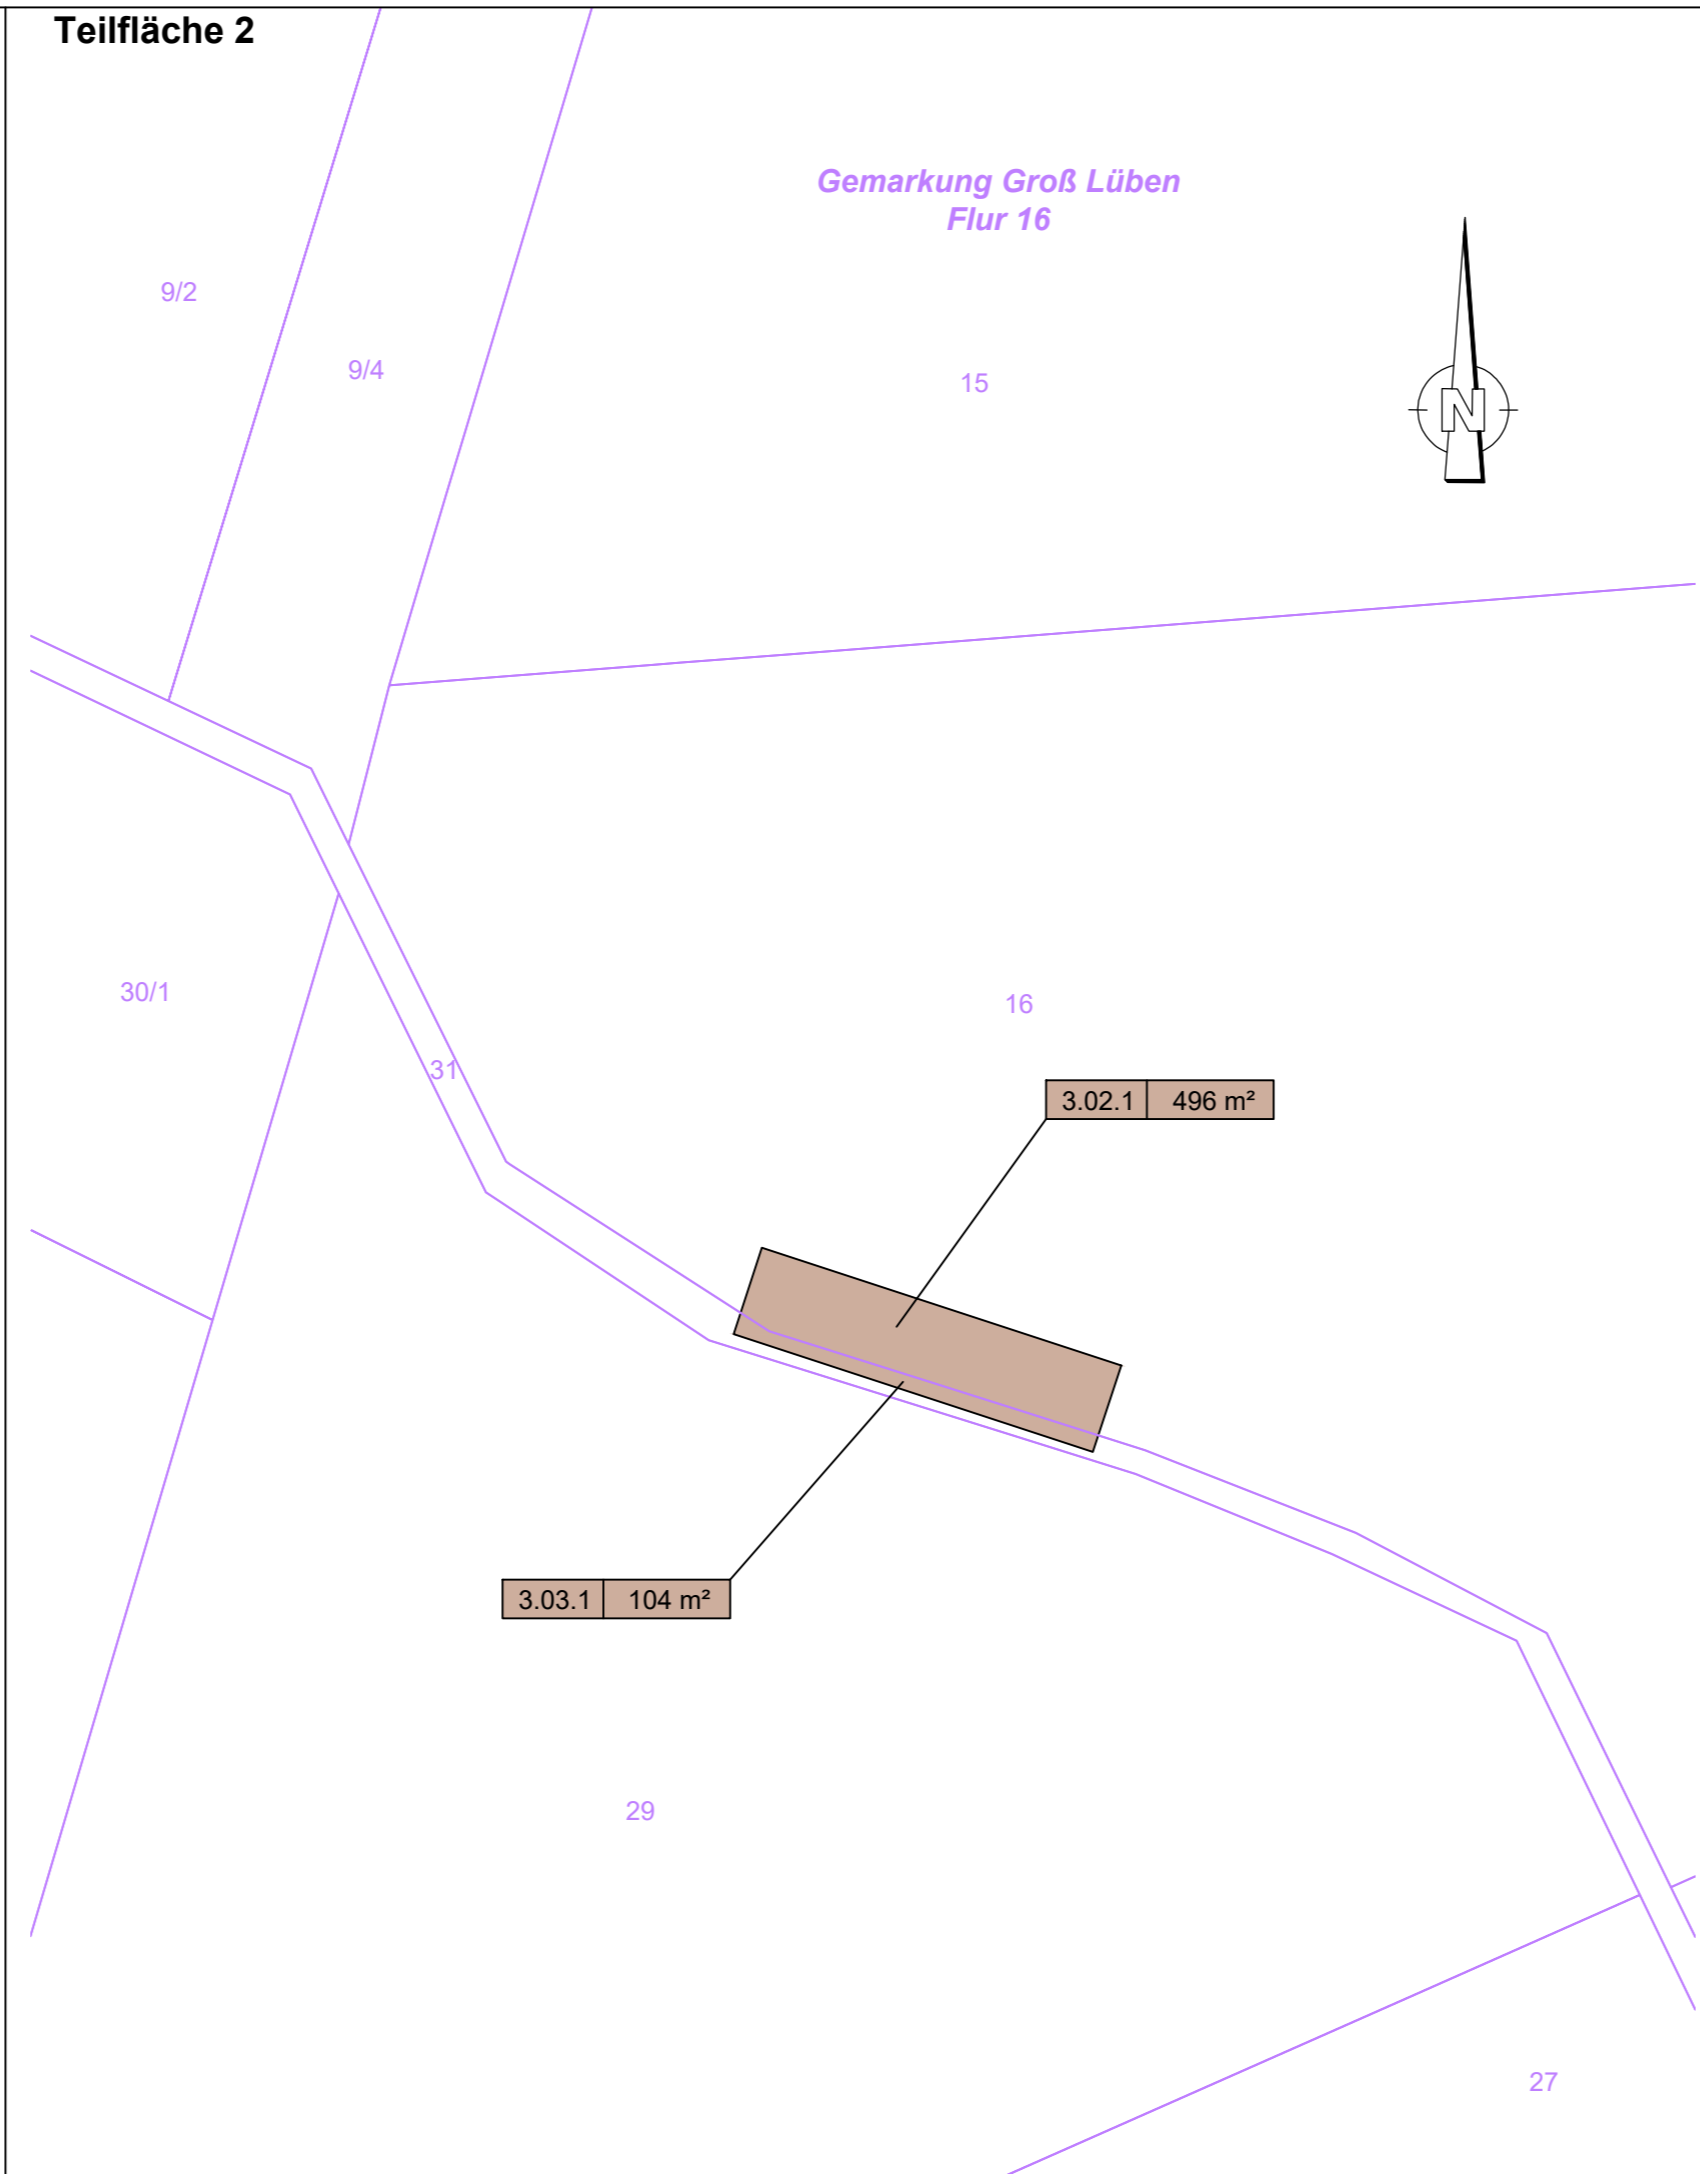 Teilfläche 2
Gemarkung Groß Lüben
Flur 16
9/2
9/4
15
N
30/1
16
31
3.02.1 496 m²
3.03.1 104 m²
29
27